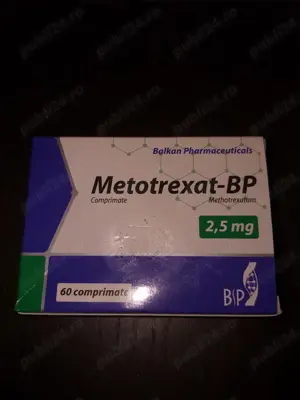 Balkan Pharmaceuticals
Metotrexat-BP
Comprimate
Methotrexatum
2,5 mg
60 comprimate
BP